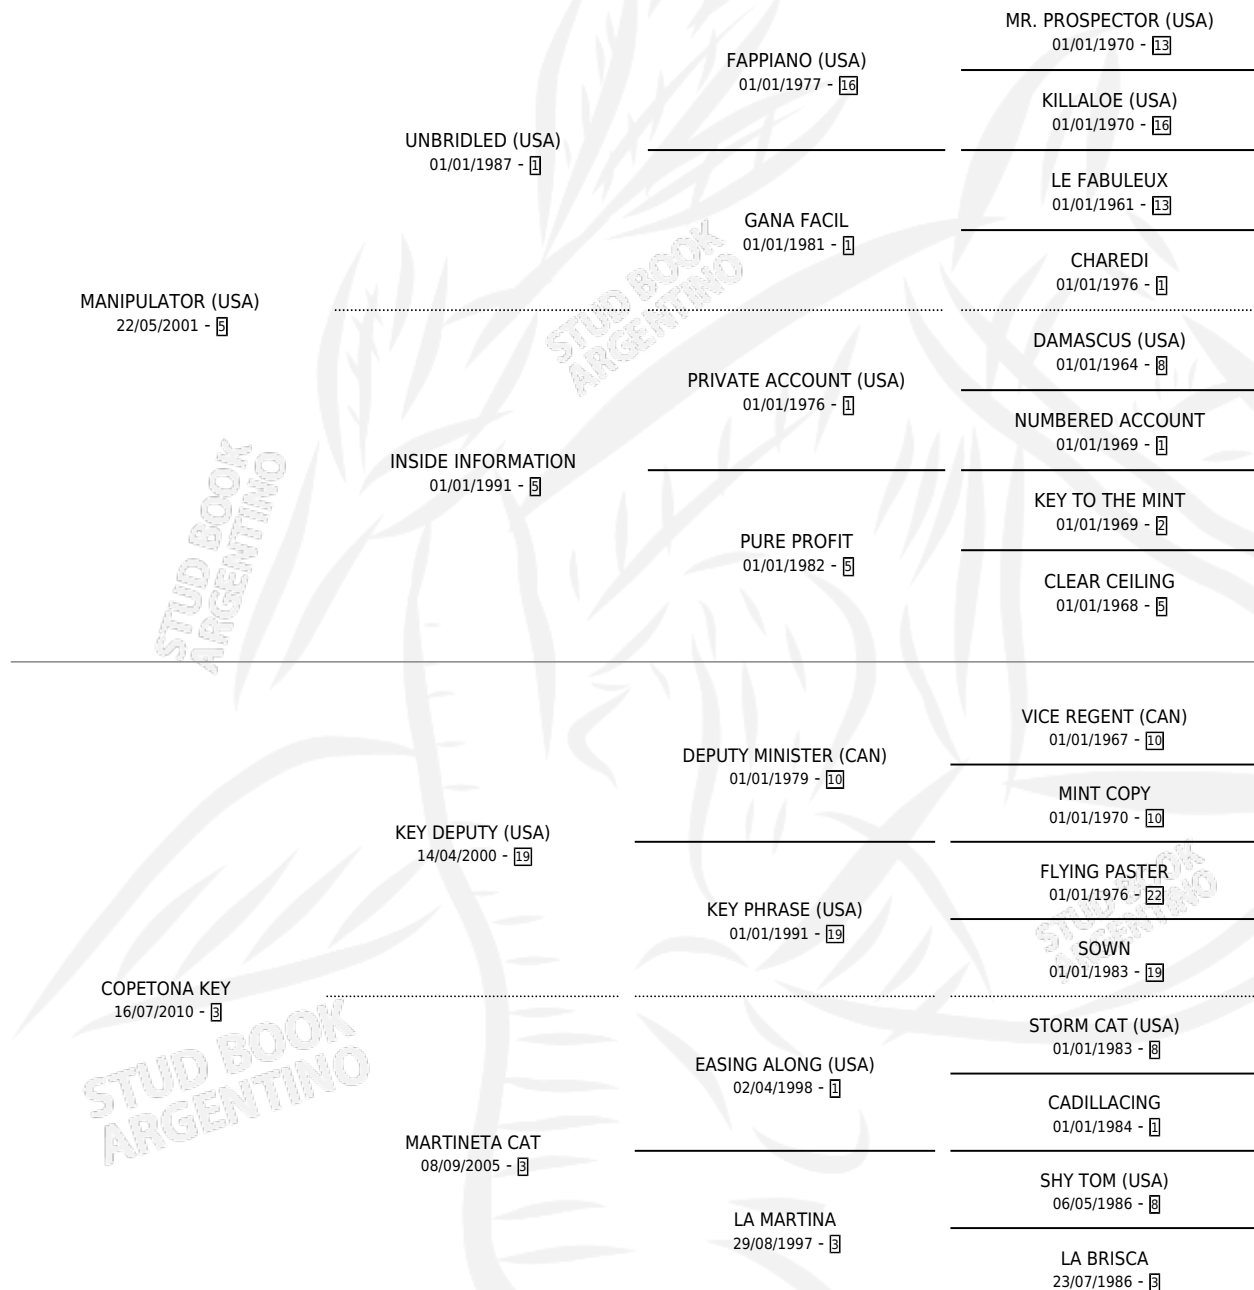 MR. PROSPECTOR (USA)
01/01/1970 - 13
FAPPIANO (USA)
01/01/1977 - 16
KILLALOE (USA)
01/01/1970 - 16
UNBRIDLED (USA)
01/01/1987 - 1
LE FABULEUX
01/01/1961 - 13
GANA FACIL
01/01/1981 - 1
CHAREDI
01/01/1976 - 1
MANIPULATOR (USA)
22/05/2001 - 5
DAMASCUS (USA)
01/01/1964 - 8
PRIVATE ACCOUNT (USA)
01/01/1976 - 1
NUMBERED ACCOUNT
01/01/1969 - 1
INSIDE INFORMATION
01/01/1991 - 5
KEY TO THE MINT
01/01/1969 - 2
PURE PROFIT
01/01/1982 - 5
CLEAR CEILING
01/01/1968 - 5
STUD BOOK
ARGENTINO
STUD BOOK
ARGENTINO
VICE REGENT (CAN)
01/01/1967 - 10
DEPUTY MINISTER (CAN)
01/01/1979 - 10
MINT COPY
01/01/1970 - 10
KEY DEPUTY (USA)
14/04/2000 - 19
FLYING PASTER
01/01/1976 - 22
KEY PHRASE (USA)
01/01/1991 - 19
SOWN
01/01/1983 - 19
COPETONA KEY
16/07/2010 - 3
STORM CAT (USA)
01/01/1983 - 8
EASING ALONG (USA)
02/04/1998 - 1
CADILLACING
01/01/1984 - 1
MARTINETA CAT
08/09/2005 - 3
SHY TOM (USA)
06/05/1986 - 8
LA MARTINA
29/08/1997 - 3
LA BRISCA
23/07/1986 - 3
STUD BOOK
ARGENTINO
STUD BOOK
ARGENTINO